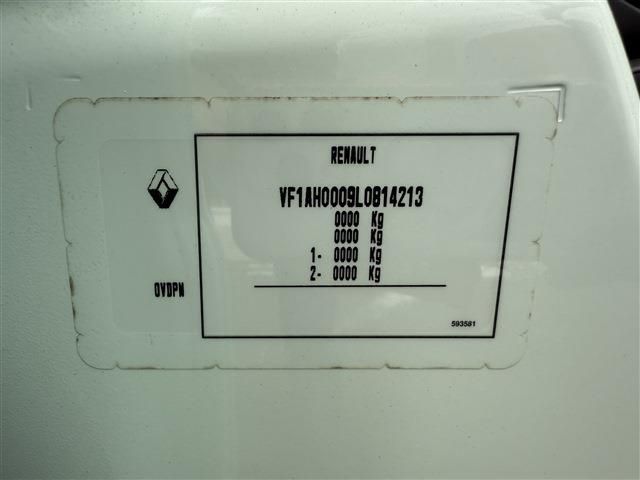 RENAULT
VF1AH0009L0814213
0000 Kg
0000 Kg
1- 0000 Kg
2- 0000 Kg
OVDPN
593581